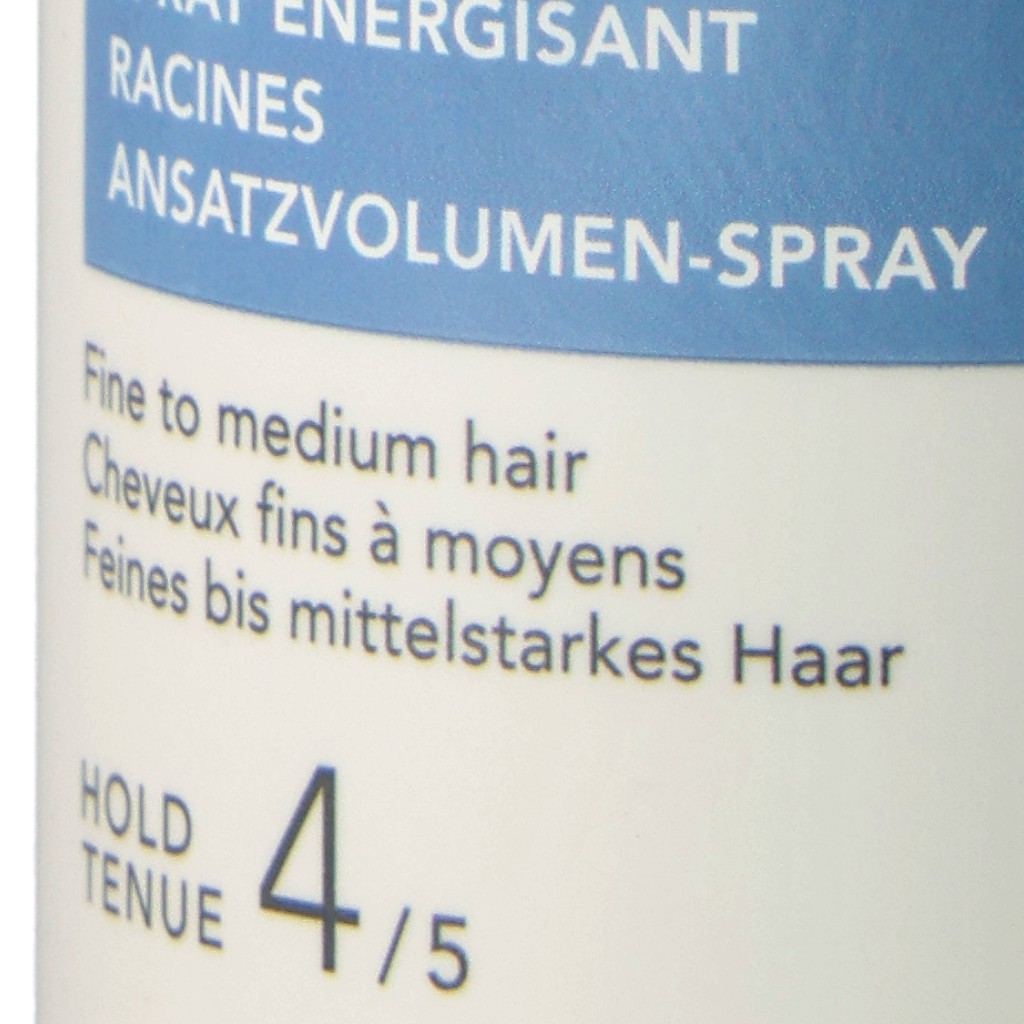 SPRAY ENERGISANT
RACINES
ANSATZVOLUMEN-SPRAY
Fine to medium hair
Cheveux fins à moyens
Feines bis mittelstarkes Haar
HOLD
TENUE
4/5